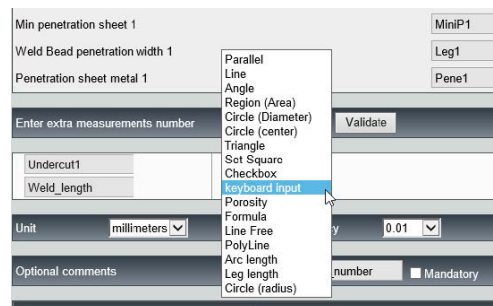 Min penetration sheet 1 MiniP1
Weld Bead penetration width 1 Leg1
Penetration sheet metal 1 Pene1
Parallel
Line
Angle
Region (Area)
Circle (Diameter)
Circle (center)
Triangle
Set Square
Checkbox
keyboard input
Porosity
Formula
Line Free
PolyLine
Arc length
Leg length
Circle (radius)
Enter extra measurements number Validate
Undercut1
Weld_length
Unit millimeters y 0.01
Optional comments _number Mandatory